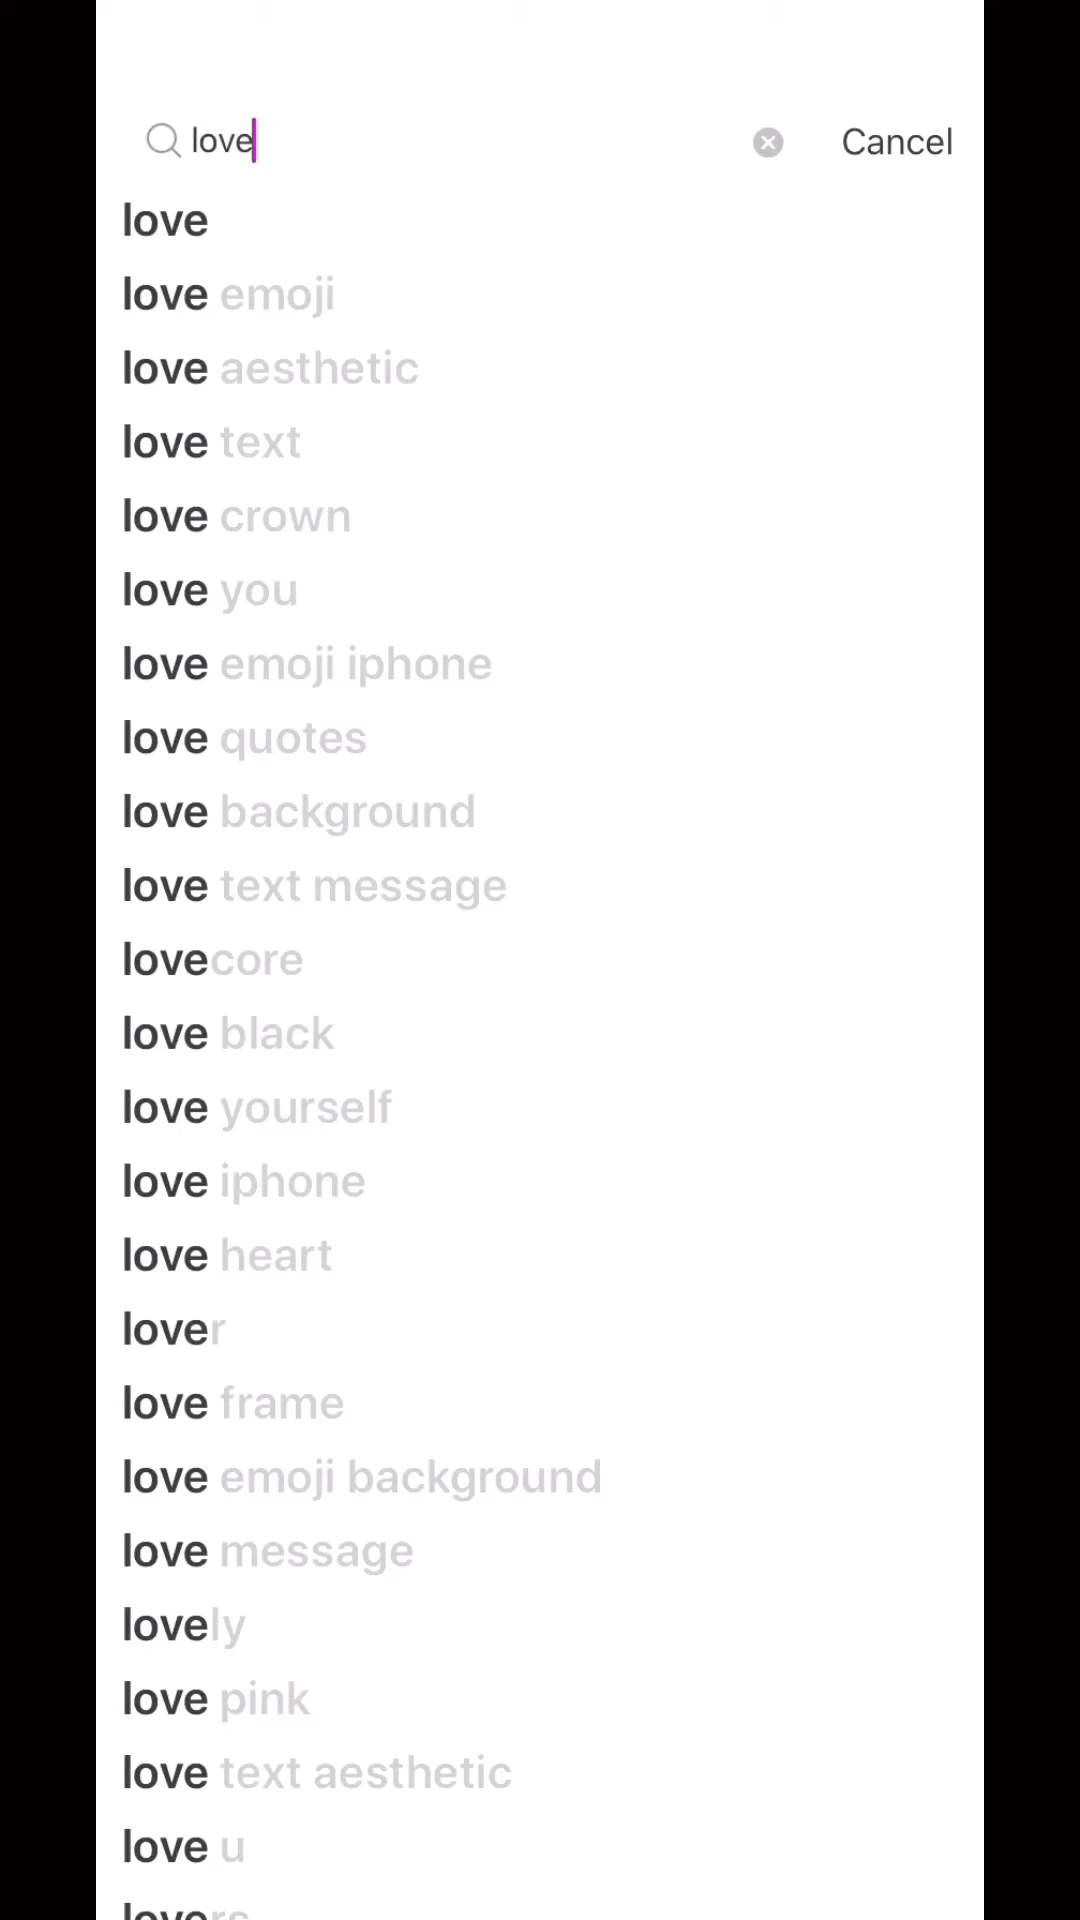 love
Cancel
love
love emoji
love aesthetic
love text
love crown
love you
love emoji iphone
love quotes
love background
love text message
lovecore
love black
love yourself
love iphone
love heart
lover
love frame
love emoji background
love message
lovely
love pink
love text aesthetic
love u
lovers